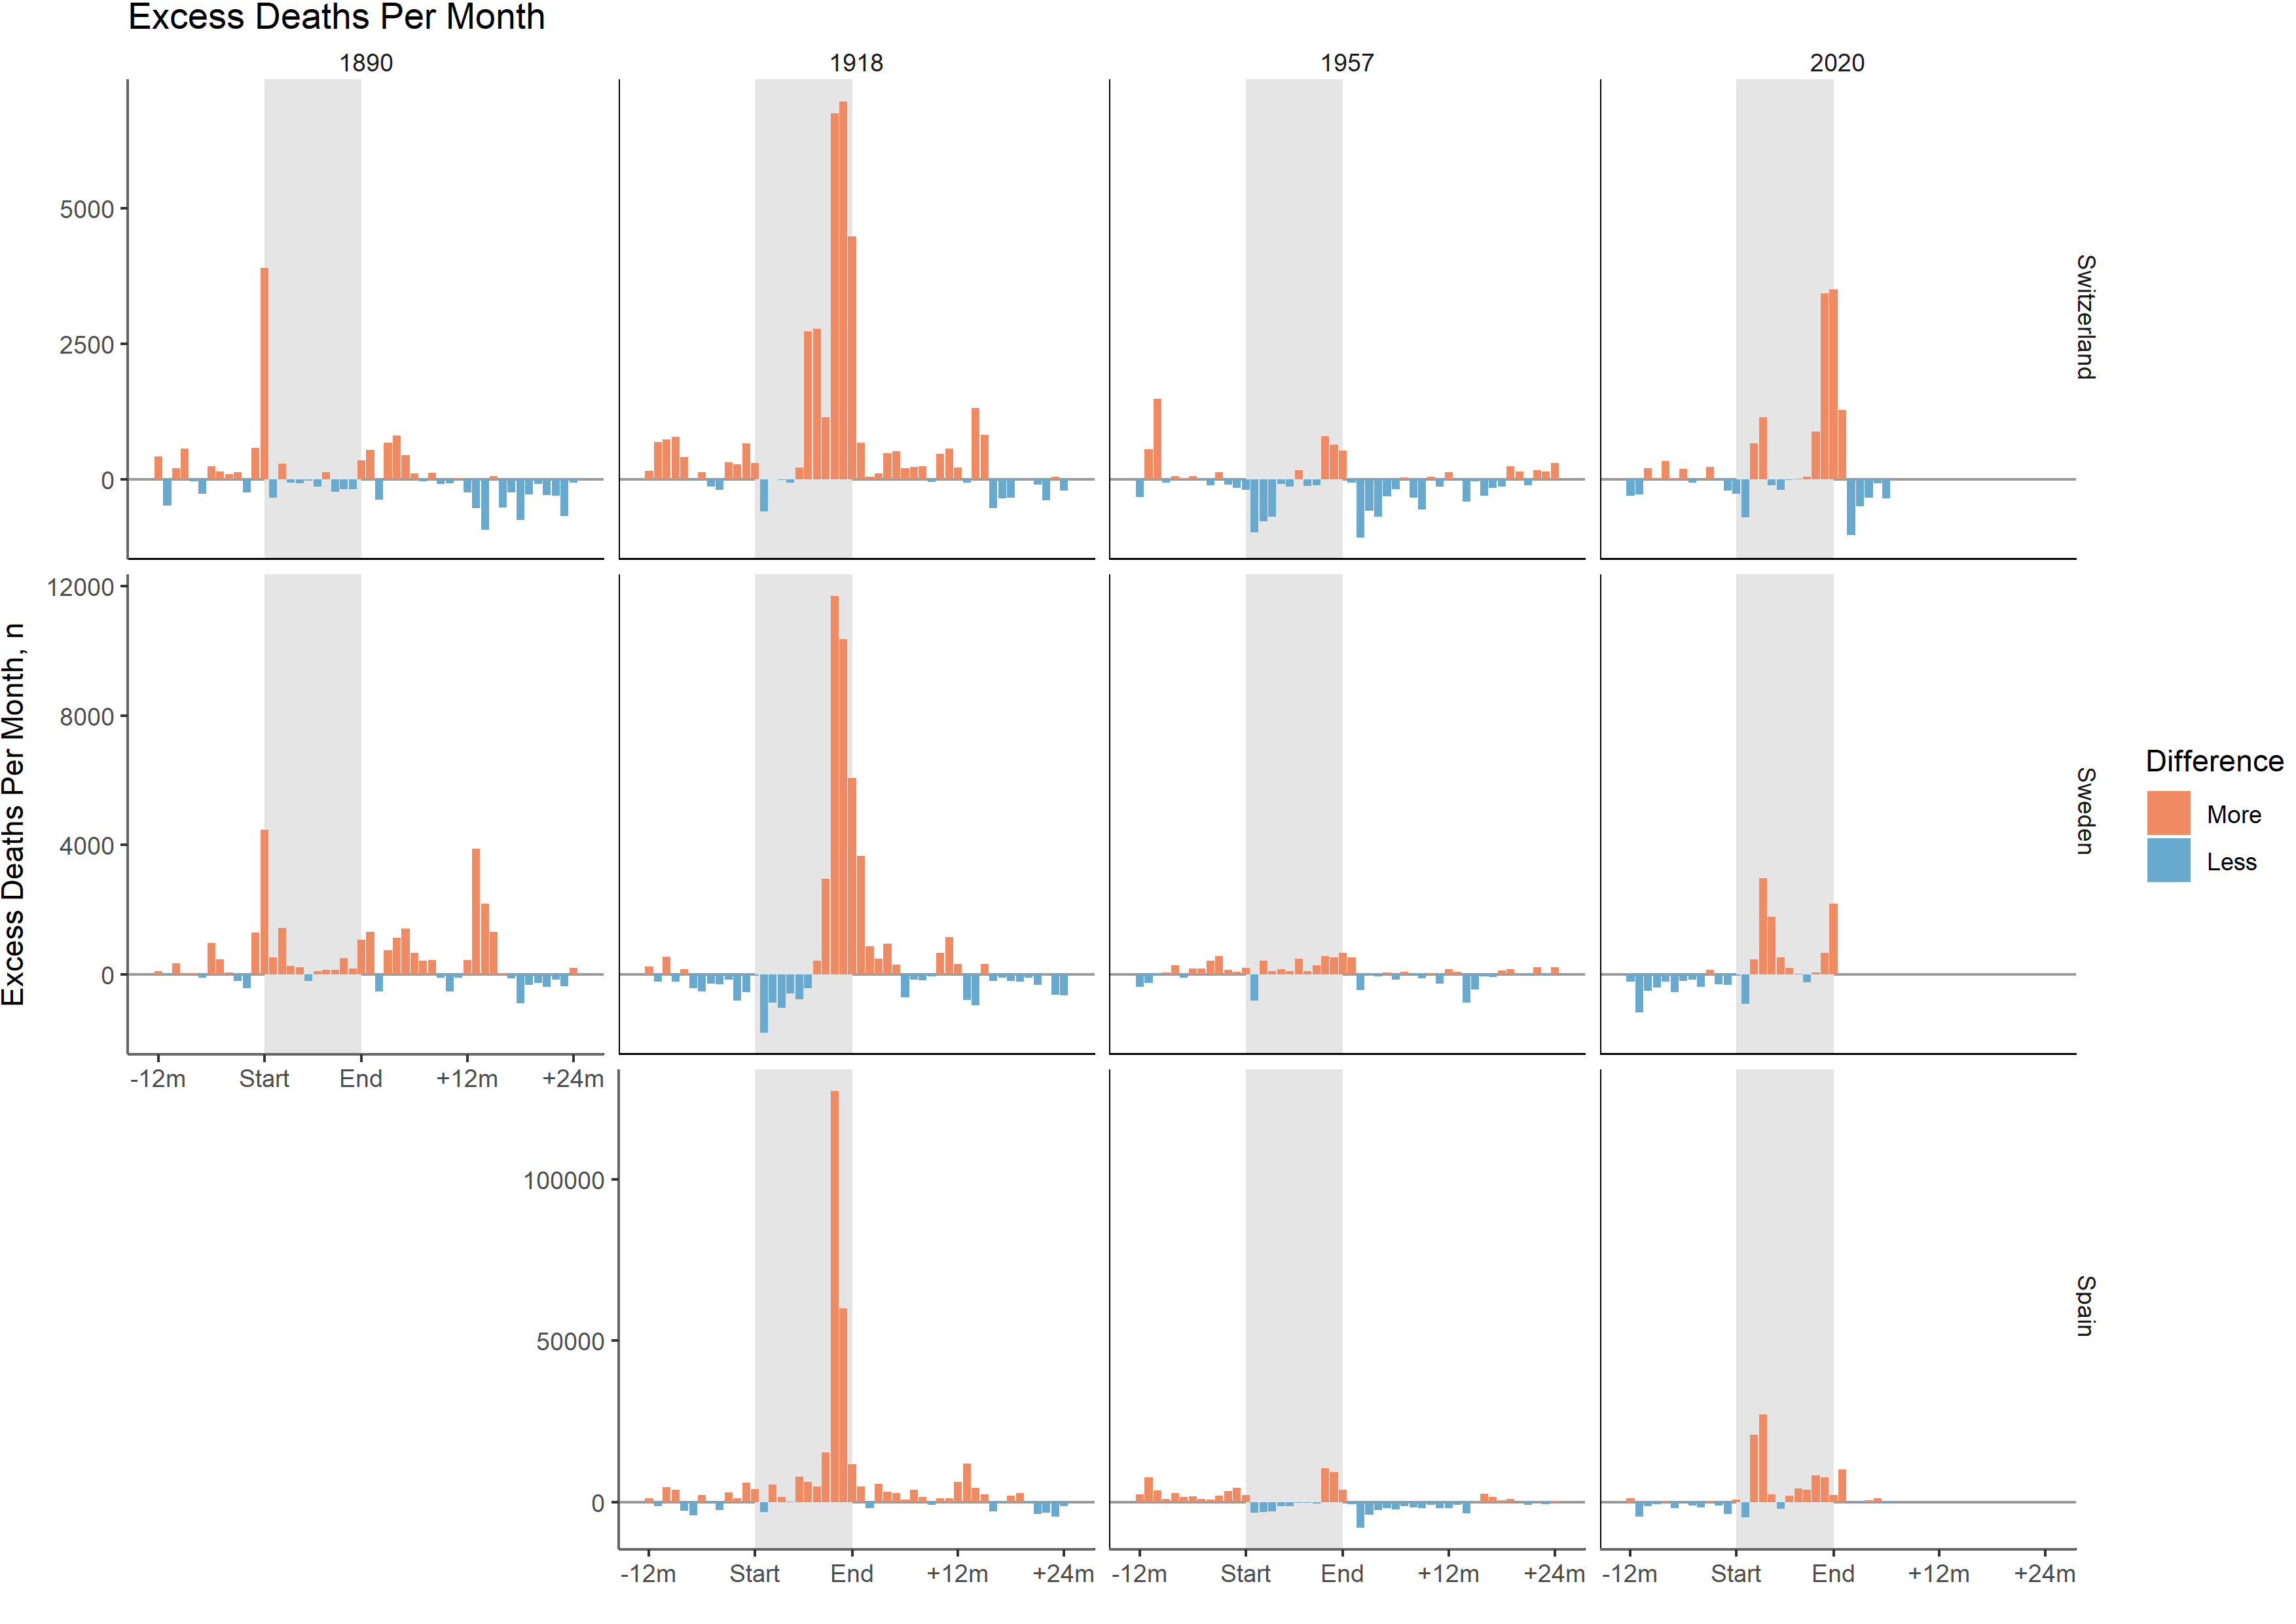 Excess Deaths Per Month
1890
1918
1957
2020
5000
2500
0
Switzerland
Excess Deaths Per Month, n
12000
8000
4000
0
Sweden
-12m Start End +12m +24m
100000
50000
0
Spain
-12m Start End +12m +24m
-12m Start End +12m +24m
-12m Start End +12m +24m
Difference
More
Less